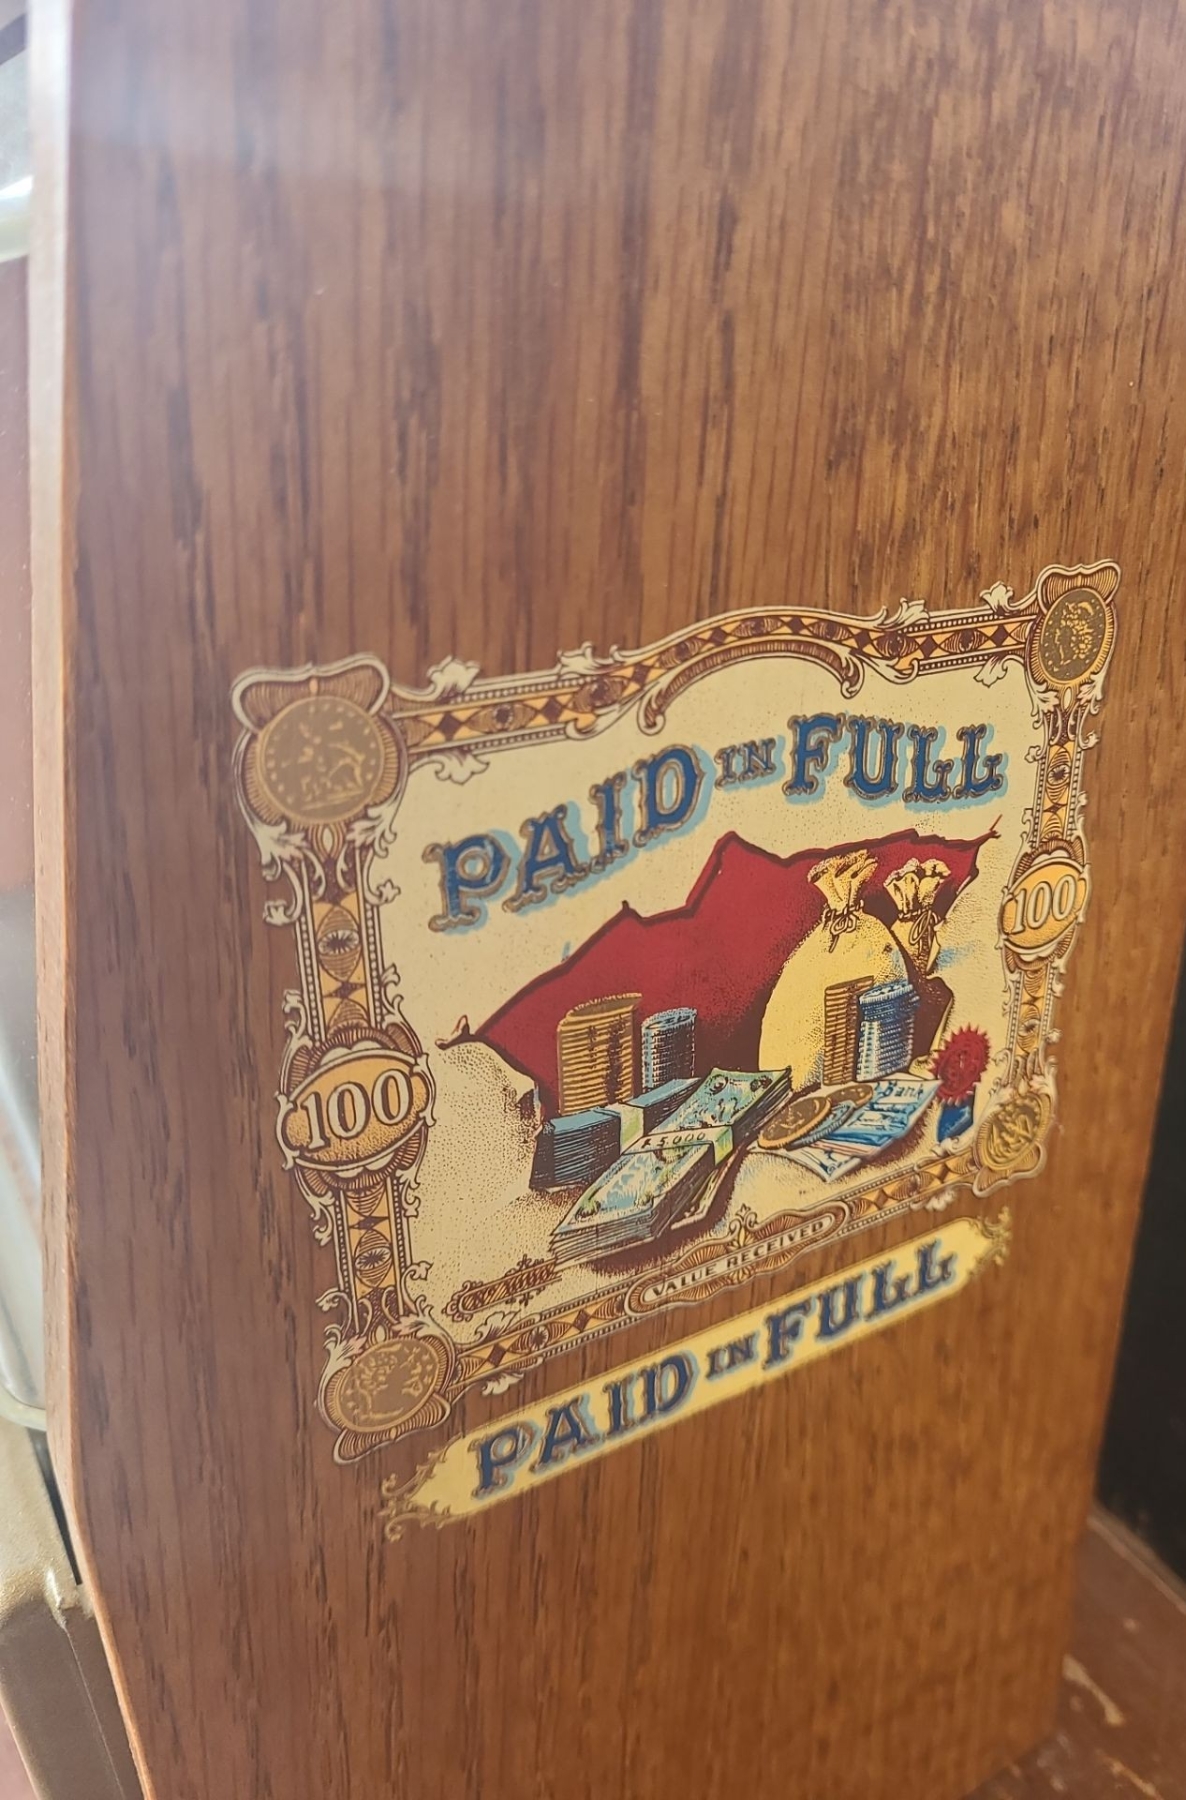 PAID IN FULL
100
100
$5,000
Bank
VALUE RECEIVED
PAID IN FULL